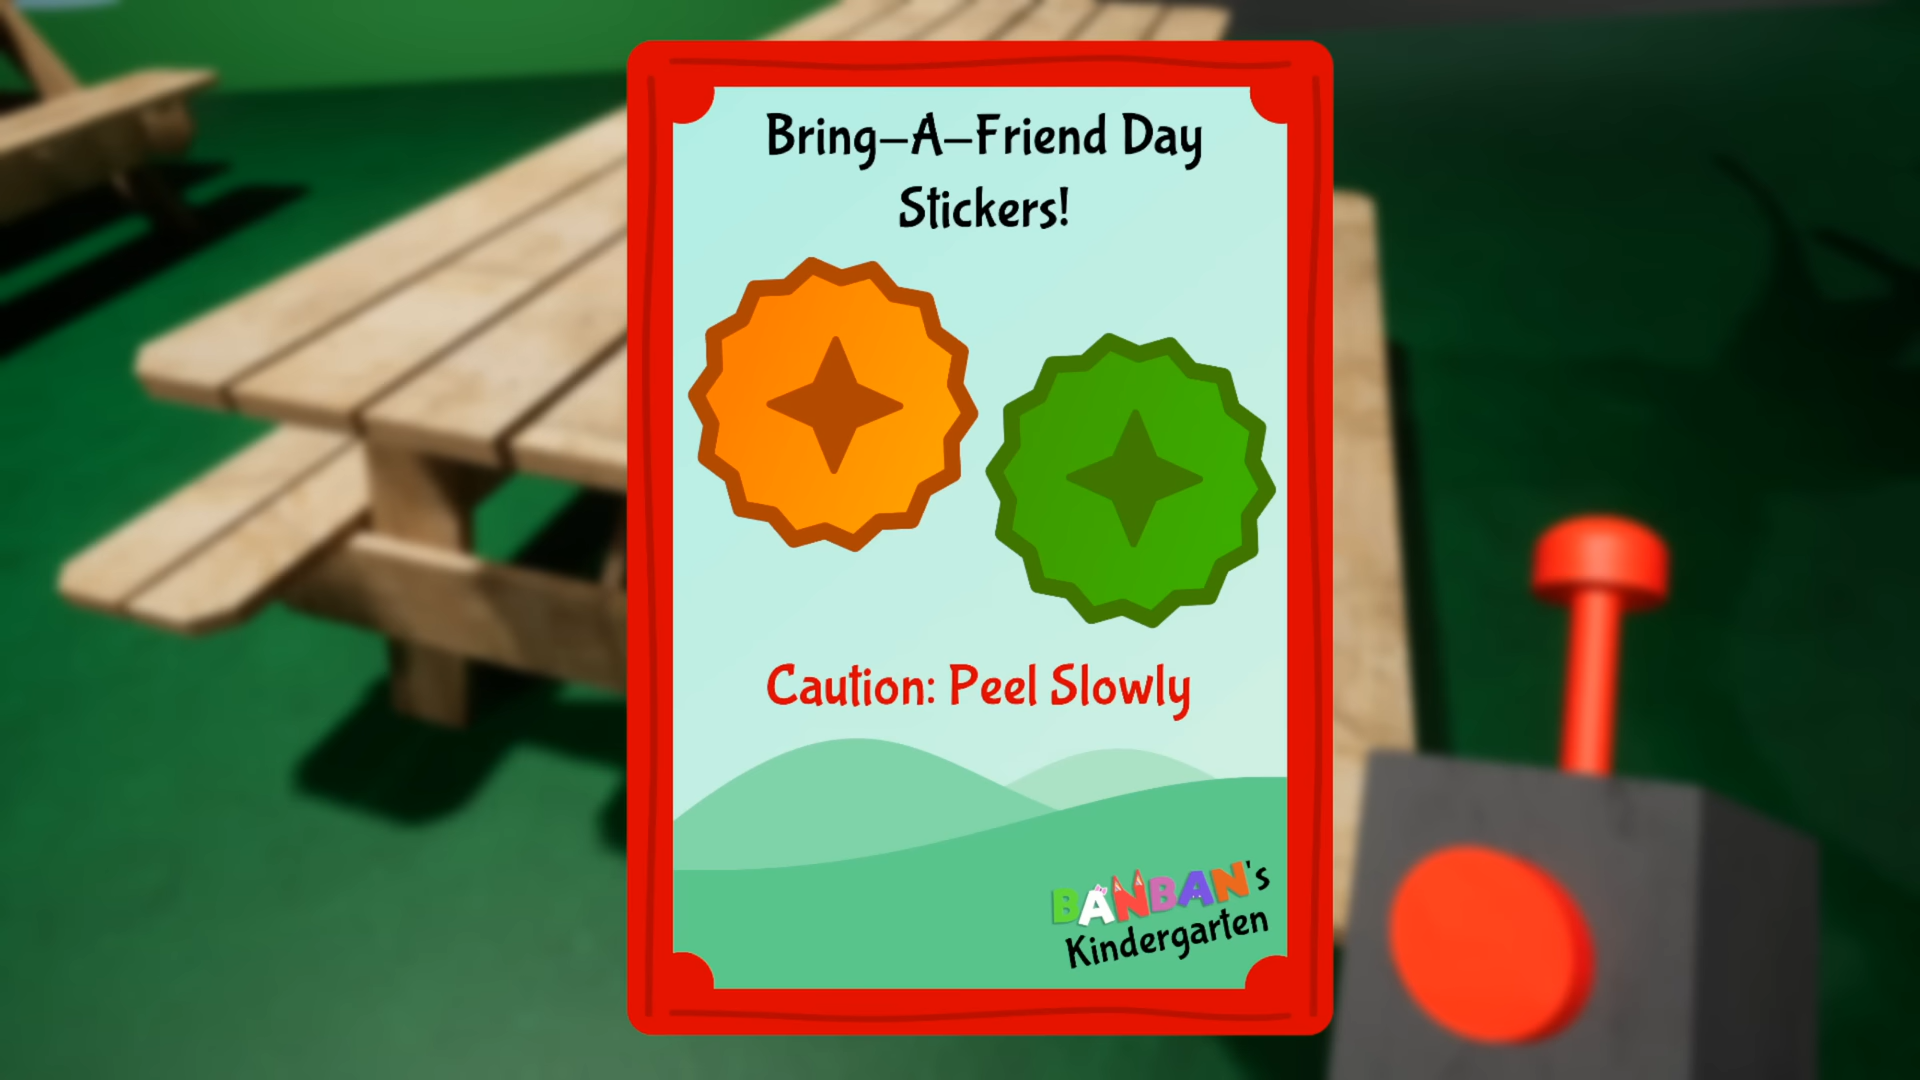 Bring-A-Friend Day
Stickers!
Caution: Peel Slowly
BANBAN's
Kindergarten